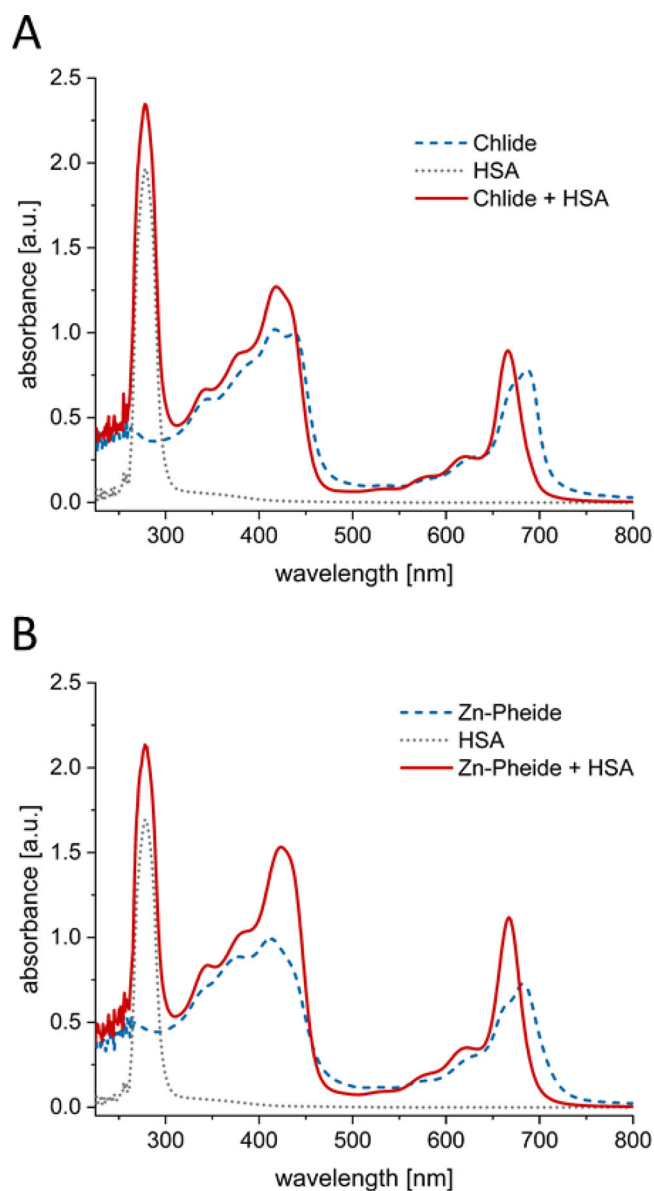 A
2.5
2.0
1.5
1.0
0.5
0.0
absorbance [a.u.]
Chlide
HSA
Chlide + HSA
300 400 500 600 700 800
wavelength [nm]
B
2.5
2.0
1.5
1.0
0.5
0.0
absorbance [a.u.]
Zn-Pheide
HSA
Zn-Pheide + HSA
300 400 500 600 700 800
wavelength [nm]